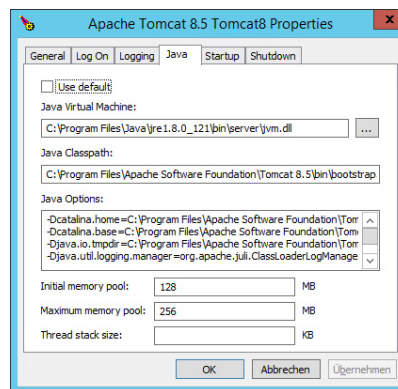 Apache Tomcat 8.5 Tomcat8 Properties
x
General Log On Logging Java Startup Shutdown
Use default
Java Virtual Machine:
C:\Program Files\Java\jre1.8.0_121\bin\server\jvm.dll ...
Java Classpath:
C:\Program Files\Apache Software Foundation\Tomcat 8.5\bin\bootstrap
Java Options:
-Dcatalina.home=C:\Program Files\Apache Software Foundation\Tom
-Dcatalina.base=C:\Program Files\Apache Software Foundation\Tom
-Djava.io.tmpdir=C:\Program Files\Apache Software Foundation\Tom
-Djava.util.logging.manager=org.apache.juli.ClassLoaderLogManage
Initial memory pool: 128 MB
Maximum memory pool: 256 MB
Thread stack size: KB
OK Abbrechen Übernehmen